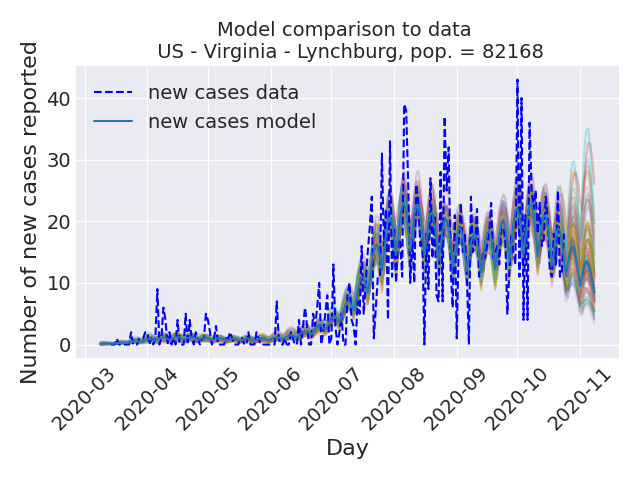 Model comparison to data
US - Virginia - Lynchburg, pop. = 82168
Number of new cases reported
new cases data
new cases model
40
30
20
10
0
2020-03
2020-04
2020-05
2020-06
2020-07
2020-08
2020-09
2020-10
2020-11
Day